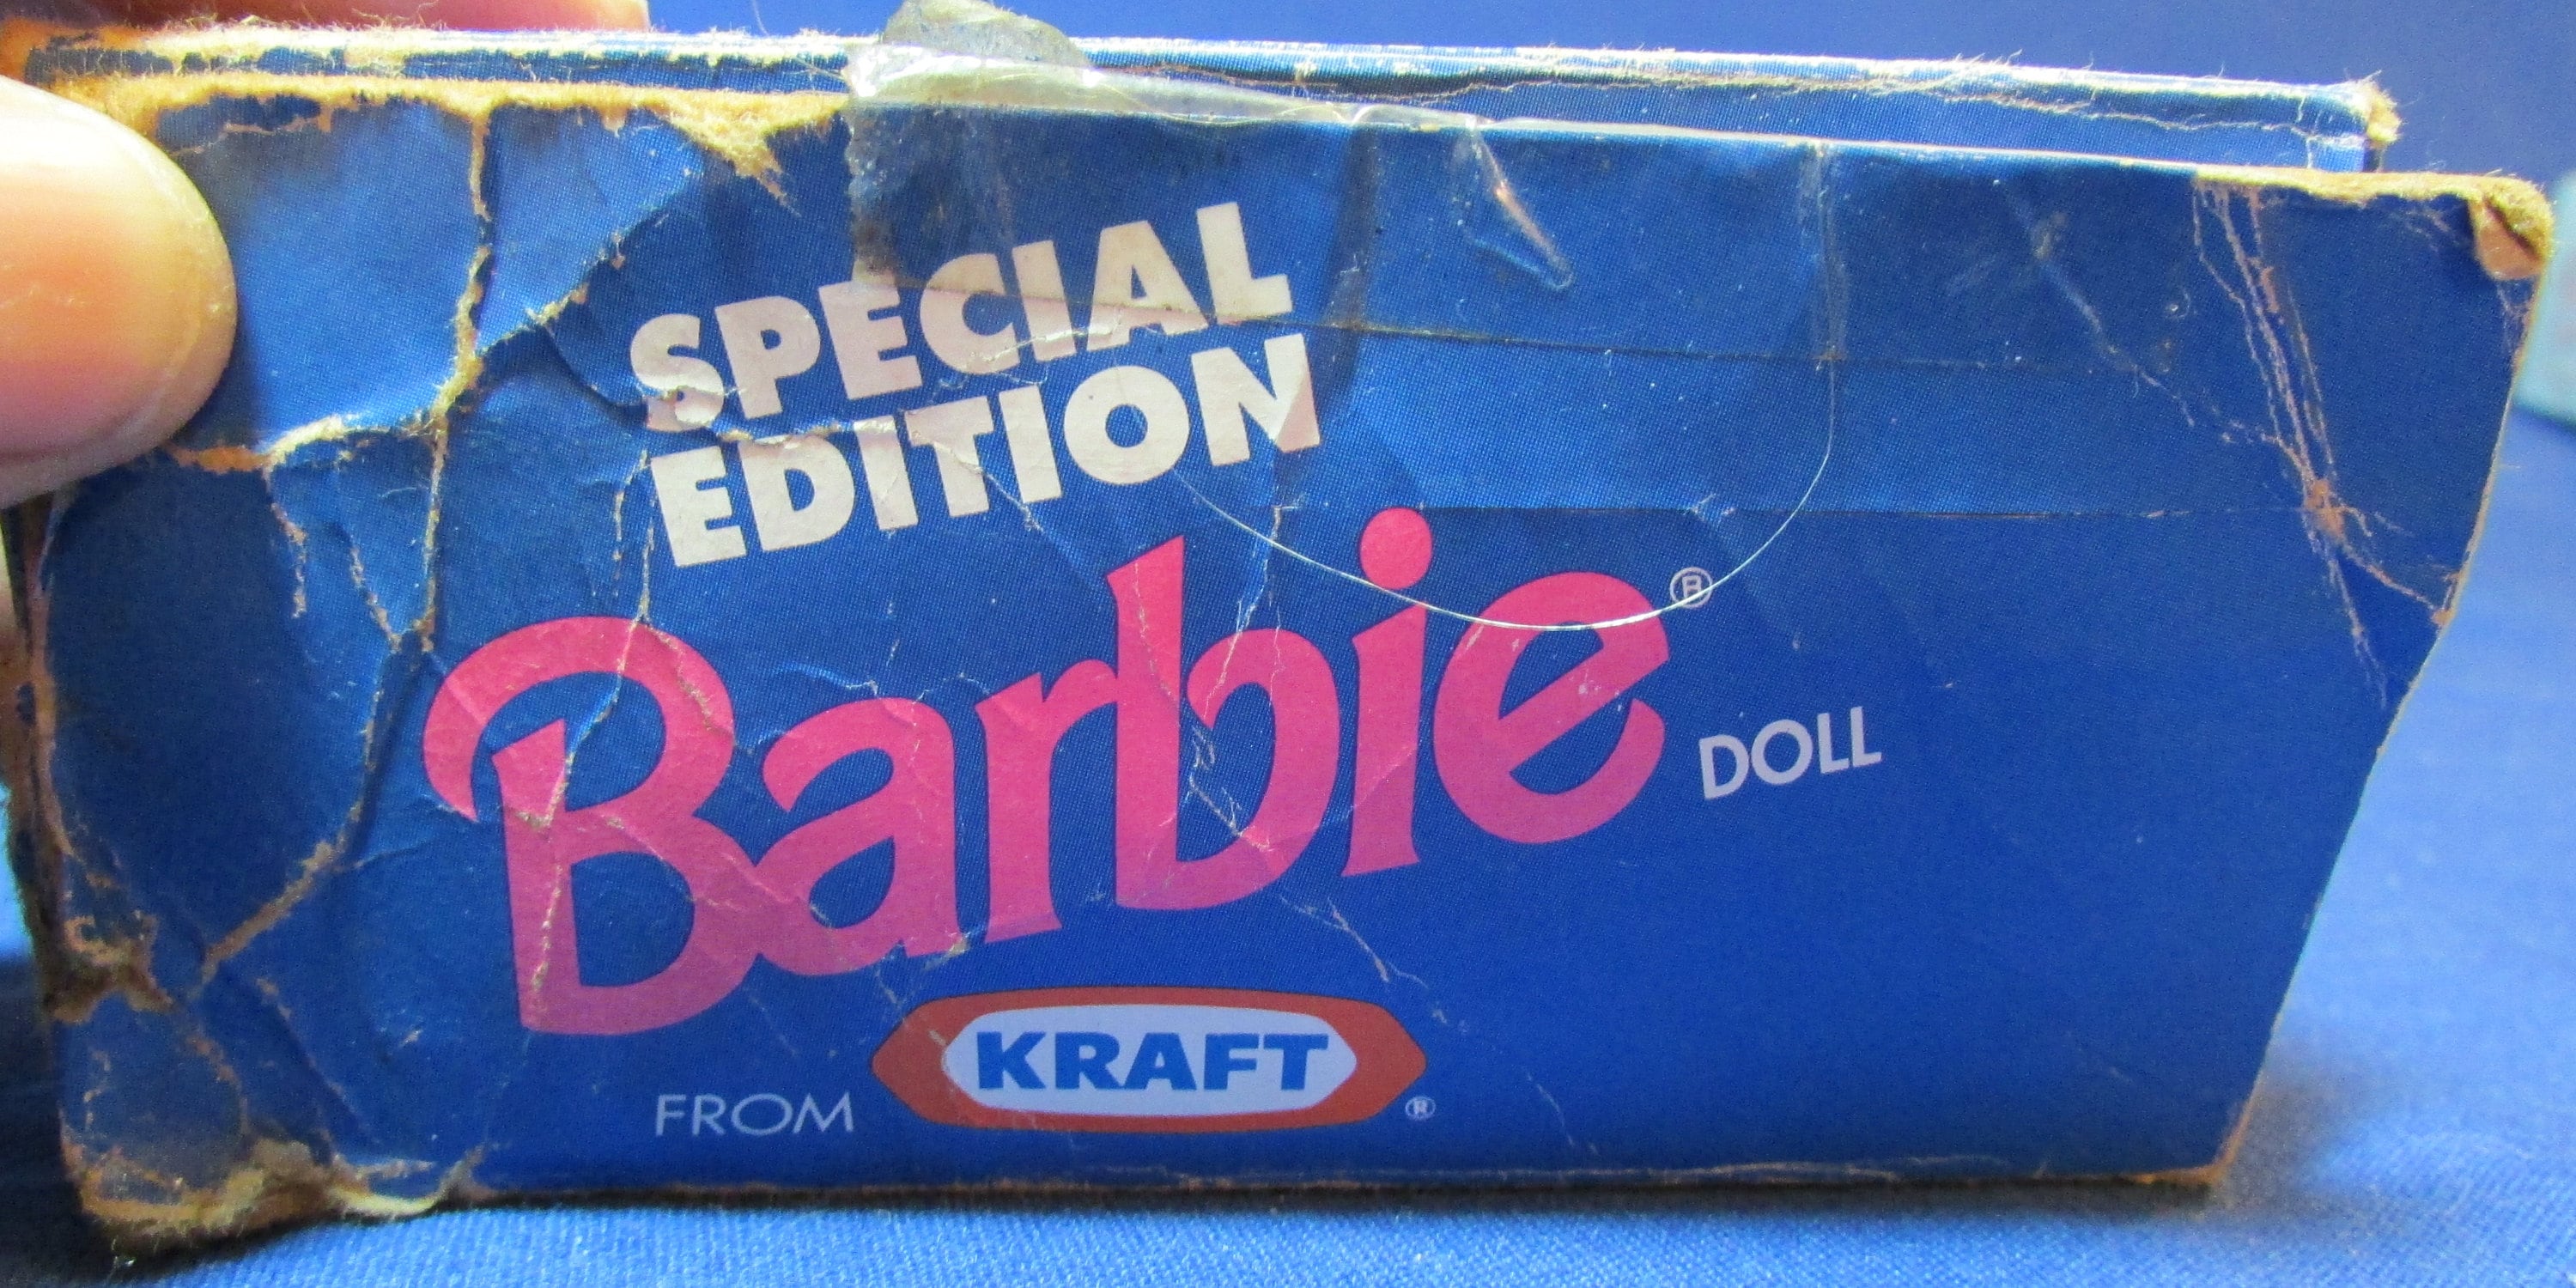 SPECIAL
EDITION
Barbie®
DOLL
FROM KRAFT®